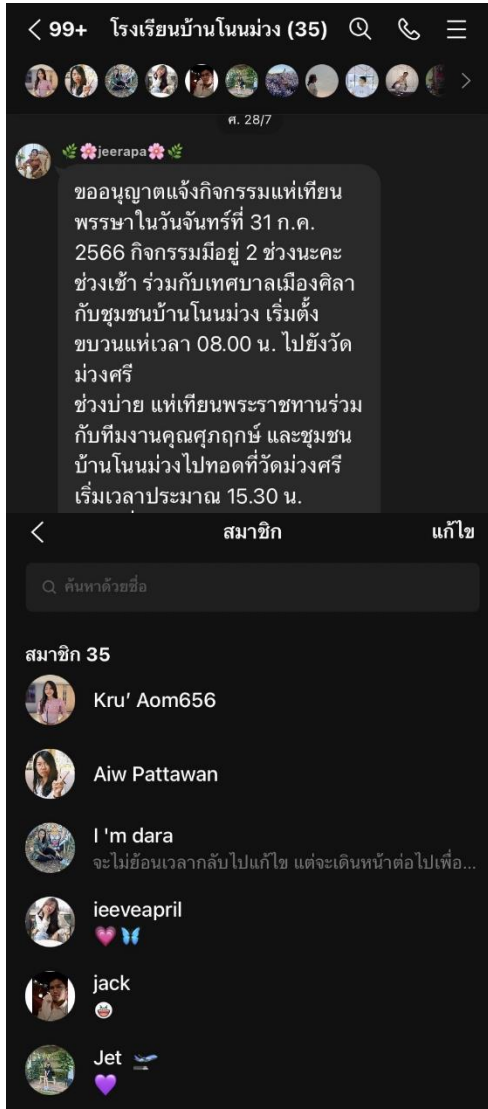 99+ โรงเรียนบ้านโนนม่วง (35)
ศ. 28/7
🌿🌸jeerapa🌸🌿
ขออนุญาตแจ้งกิจกรรมแห่เทียน
พรรษาในวันจันทร์ที่ 31 ก.ค.
2566 กิจกรรมมีอยู่ 2 ช่วงนะคะ
ช่วงเช้า ร่วมกับเทศบาลเมืองศิลา
กับชุมชนบ้านโนนม่วง เริ่มตั้ง
ขบวนแห่เวลา 08.00 น. ไปยังวัด
ม่วงศรี
ช่วงบ่าย แห่เทียนพระราชทานร่วม
กับทีมงานคุณศุภฤกษ์ และชุมชน
บ้านโนนม่วงไปทอดที่วัดม่วงศรี
เริ่มเวลาประมาณ 15.30 น.
สมาชิก แก้ไข
ค้นหาด้วยชื่อ
สมาชิก 35
Kru' Aom656
Aiw Pattawan
I 'm dara
จะไม่ย้อนเวลากลับไปแก้ไข แต่จะเดินหน้าต่อไปเพื่อ...
ieeveapril
💗🦋
jack
🤡
Jet 🛫
💜